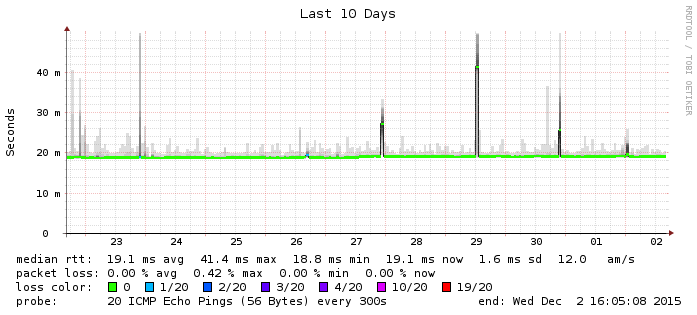 Last 10 Days
RRDTOOL / TOBI OETIKER
Seconds
40 m
30 m
20 m
10 m
0
23 24 25 26 27 28 29 30 01 02
median rtt: 19.1 ms avg 41.4 ms max 18.8 ms min 19.1 ms now 1.6 ms sd 12.0 am/s
packet loss: 0.00 % avg 0.42 % max 0.00 % min 0.00 % now
loss color: 0 1/20 2/20 3/20 4/20 10/20 19/20
probe: 20 ICMP Echo Pings (56 Bytes) every 300s end: Wed Dec 2 16:05:08 2015